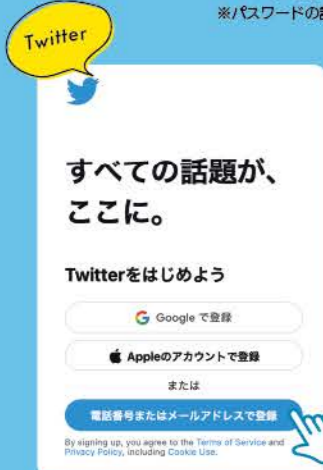 ※パスワードの
Twitter
すべての話題が、
ここに。
Twitterをはじめよう
Google で登録
Appleのアカウントで登録
または
電話番号またはメールアドレスで登録
By signing up, you agree to the Terms of Service and
Privacy Policy, including Cookie Use.